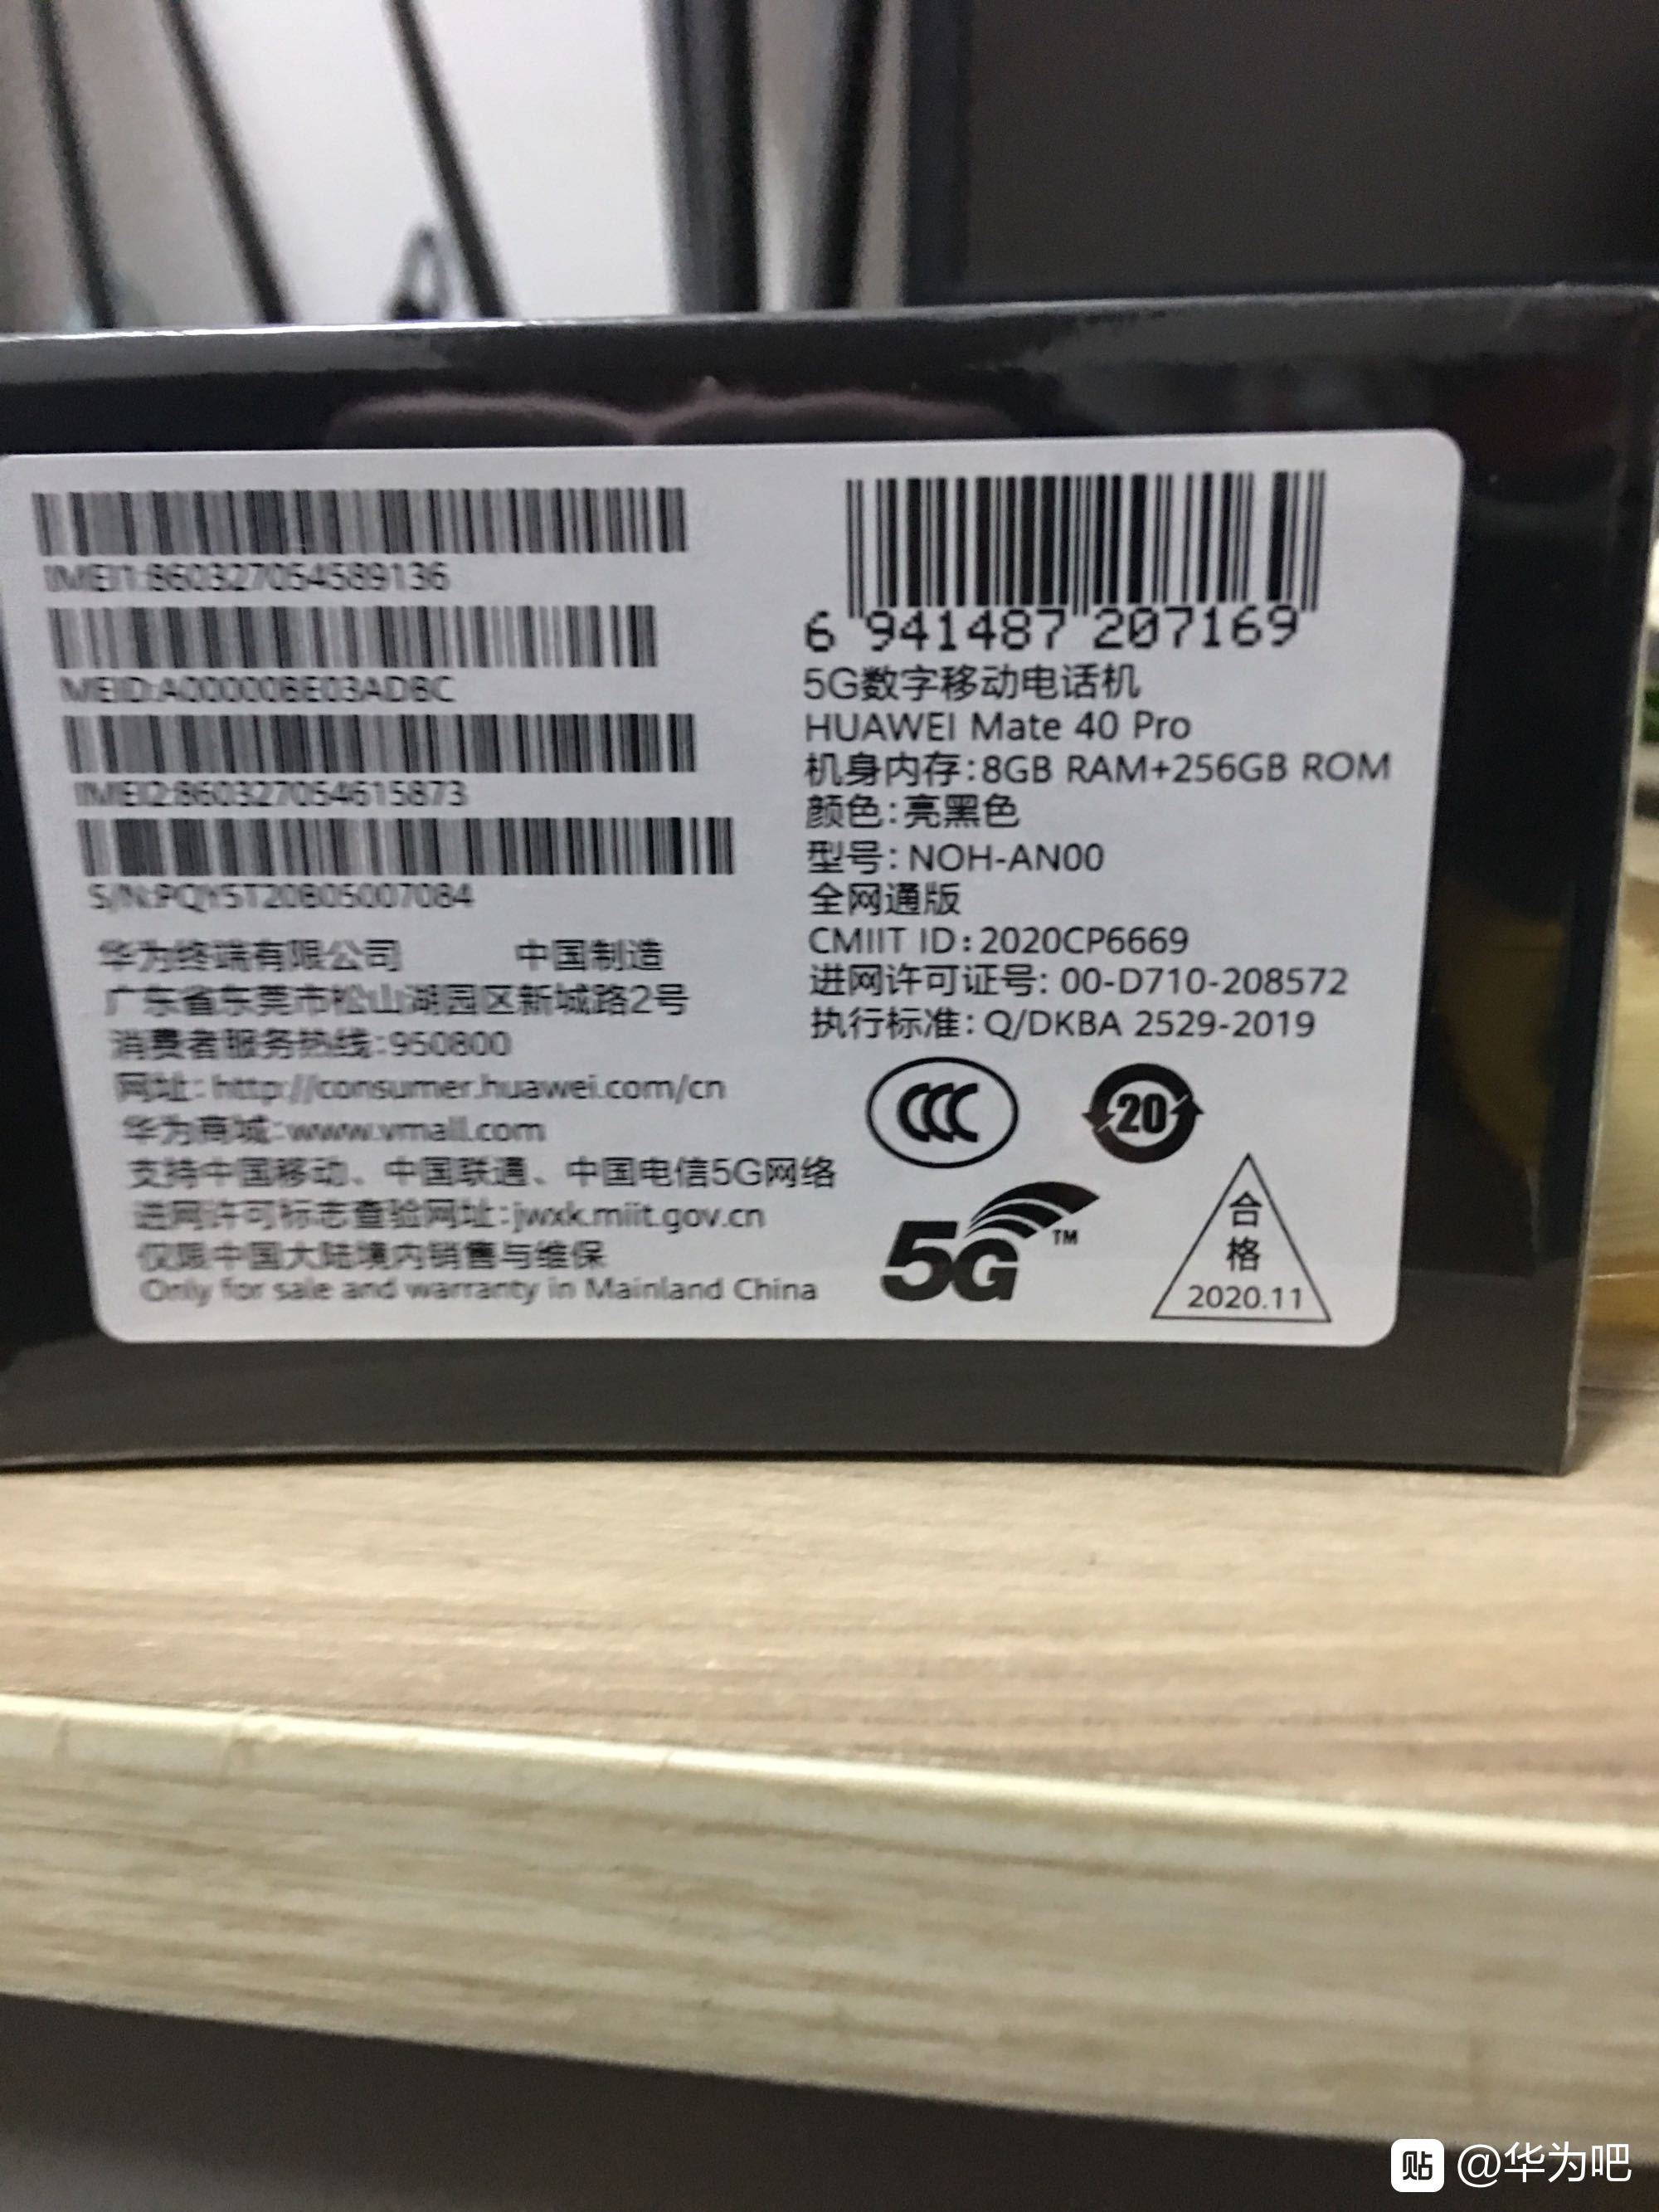 IMEI1:860327054589136
MEID:A00000BE03ADBC
IMEI2:860327054615873
S/N:PQY5T20B05007084
华为终端有限公司 中国制造
广东省东莞市松山湖园区新城路2号
消费者服务热线:950800
网址: http://consumer.huawei.com/cn
华为商城:www.vmall.com
支持中国移动、中国联通、中国电信5G网络
进网许可标志查验网址:jwxk.miit.gov.cn
仅限中国大陆境内销售与维保
Only for sale and warranty in Mainland China
6 941487 207169
5G数字移动电话机
HUAWEI Mate 40 Pro
机身内存:8GB RAM+256GB ROM
颜色:亮黑色
型号: NOH-AN00
全网通版
CMIIT ID: 2020CP6669
进网许可证号: 00-D710-208572
执行标准: Q/DKBA 2529-2019
CCC
20
5G TM
合
格
2020.11
贴 @华为吧